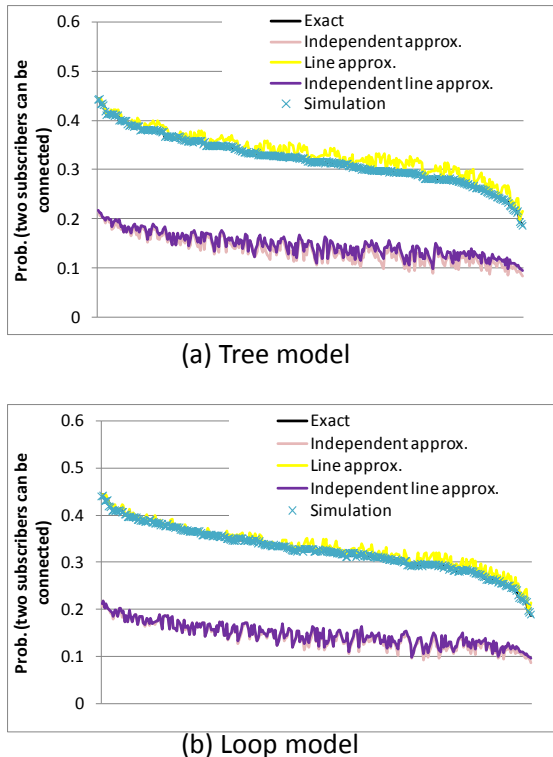 0.6
0.5
0.4
0.3
0.2
0.1
0
Prob. (two subscribers can be
connected)
Exact
Independent approx.
Line approx.
Independent line approx.
Simulation
(a) Tree model
0.6
0.5
0.4
0.3
0.2
0.1
0
Prob. (two subscribers can be
connected)
Exact
Independent approx.
Line approx.
Independent line approx.
Simulation
(b) Loop model